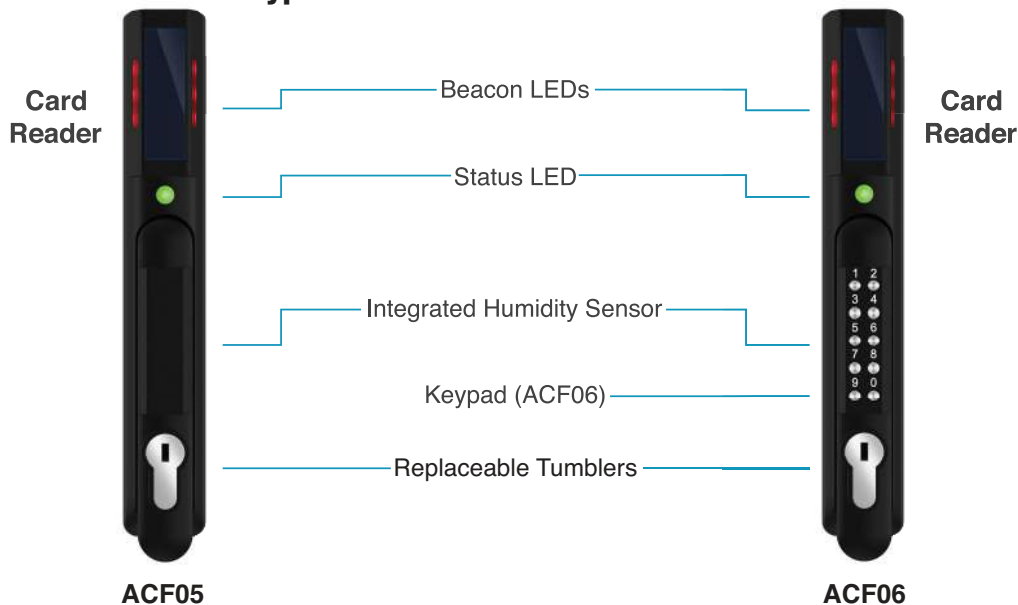 Card
Reader
Beacon LEDs
Card
Reader
Status LED
1 2
3 4
Integrated Humidity Sensor
5 6
7 8
Keypad (ACF06)
9 0
Replaceable Tumblers
ACF05
ACF06